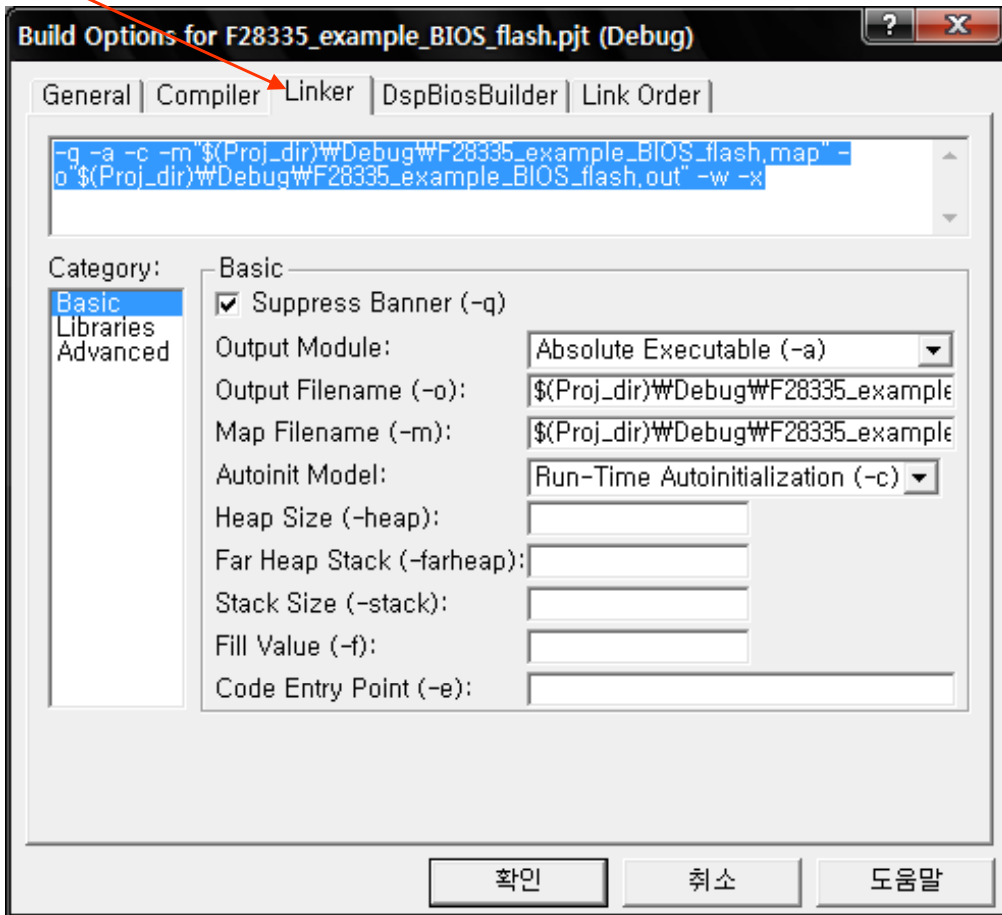 Build Options for F28335_example_BIOS_flash.pjt (Debug)
General Compiler Linker DspBiosBuilder Link Order
-q -a -c -m"$(Proj_dir)₩Debug₩F28335_example_BIOS_flash.map" -
o"$(Proj_dir)₩Debug₩F28335_example_BIOS_flash.out" -w -x
Category:
Basic
Libraries
Advanced
Basic
Suppress Banner (-q)
Output Module: Absolute Executable (-a)
Output Filename (-o): $(Proj_dir)₩Debug₩F28335_example
Map Filename (-m): $(Proj_dir)₩Debug₩F28335_example
Autoinit Model: Run-Time Autoinitialization (-c)
Heap Size (-heap):
Far Heap Stack (-farheap):
Stack Size (-stack):
Fill Value (-f):
Code Entry Point (-e):
확인 취소 도움말